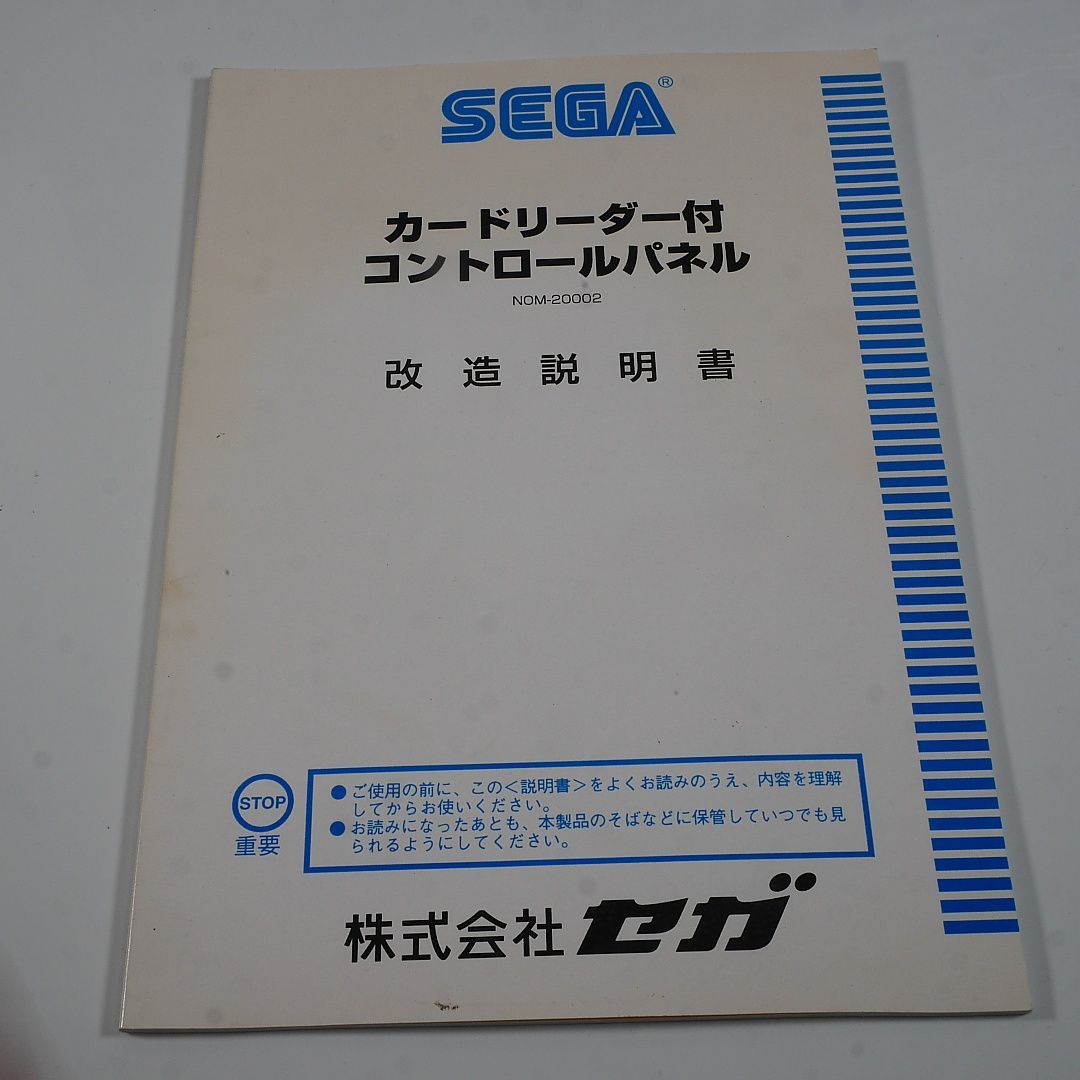 SEGA®
カードリーダー付
コントロールパネル
NOM-20002
改造説明書
STOP
重要
●ご使用の前に、この＜説明書＞をよくお読みのうえ、内容を理解
してからお使いください。
●お読みになったあとも、本製品のそばなどに保管していつでも見
られるようにしてください。
株式会社 セガ